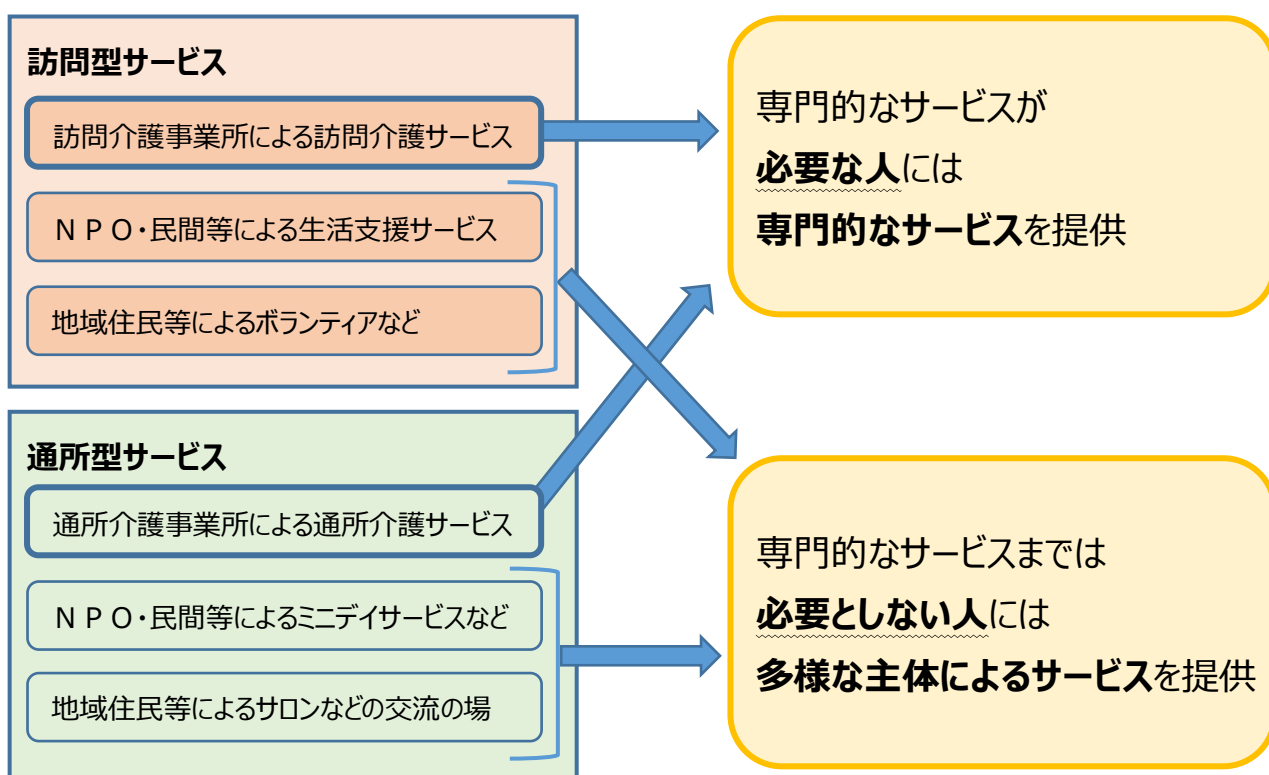 訪問型サービス
訪問介護事業所による訪問介護サービス
ＮＰＯ・民間等による生活支援サービス
地域住民等によるボランティアなど
通所型サービス
通所介護事業所による通所介護サービス
ＮＰＯ・民間等によるミニデイサービスなど
地域住民等によるサロンなどの交流の場
専門的なサービスが
必要な人には
専門的なサービスを提供
専門的なサービスまでは
必要としない人には
多様な主体によるサービスを提供